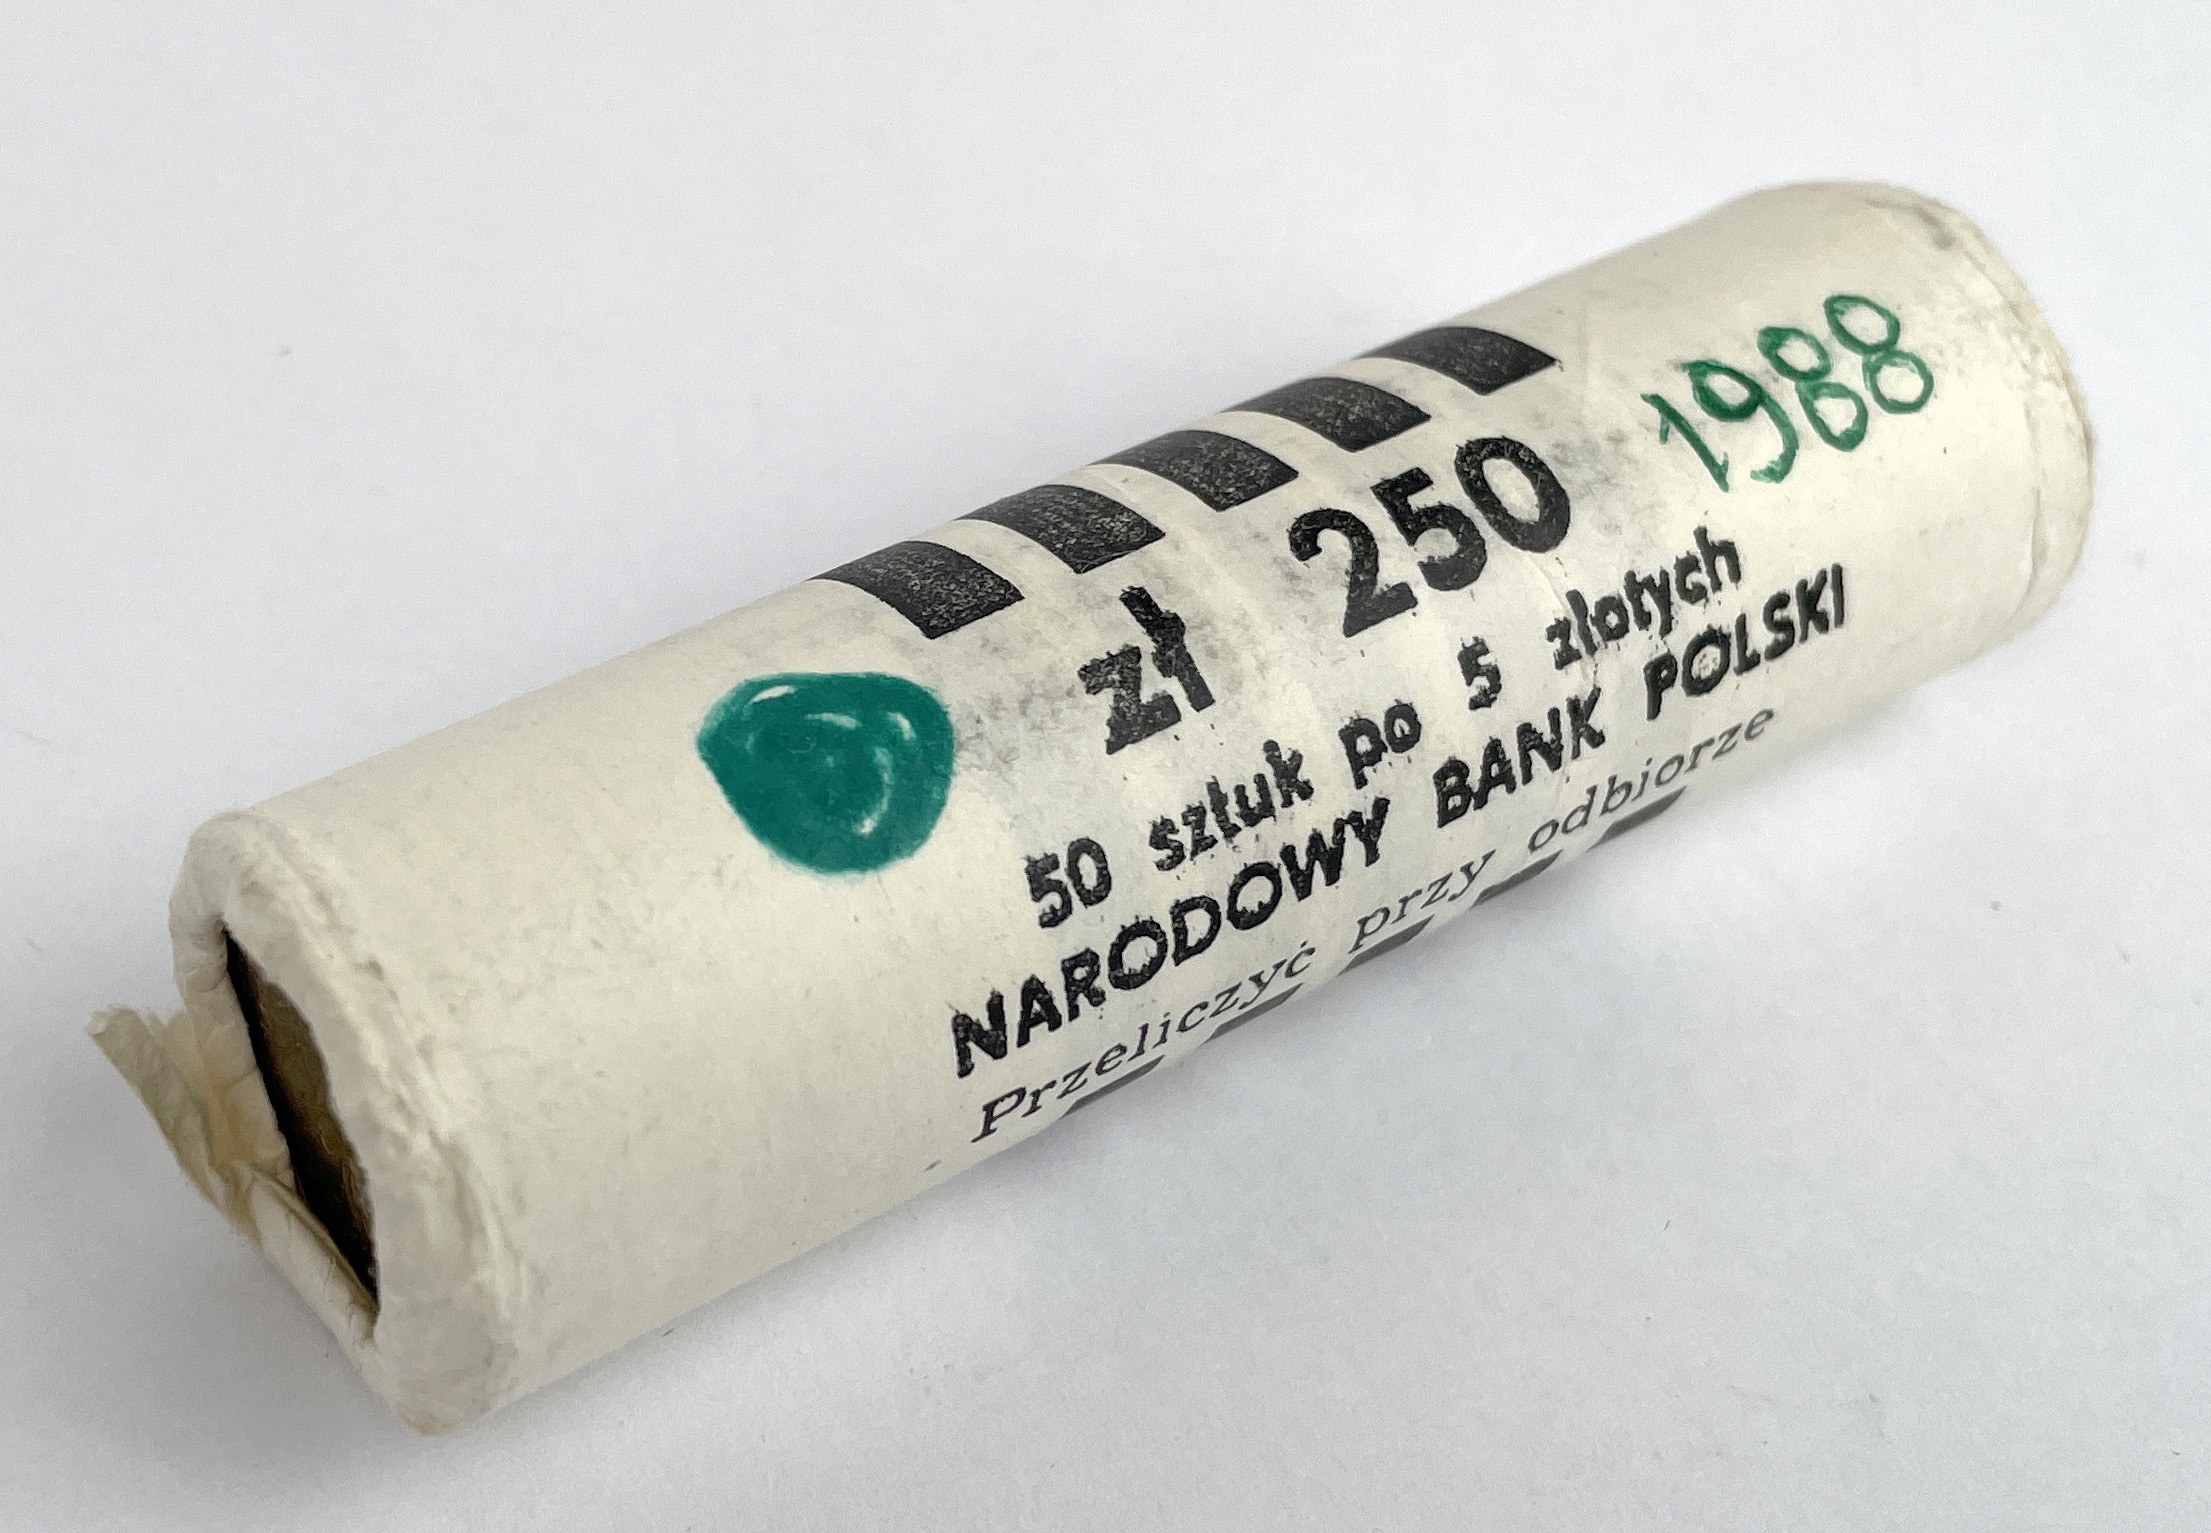 1988
zł 250
50 sztuk po 5 złotych
NARODOWY BANK POLSKI
Przeliczyć przy odbiorze